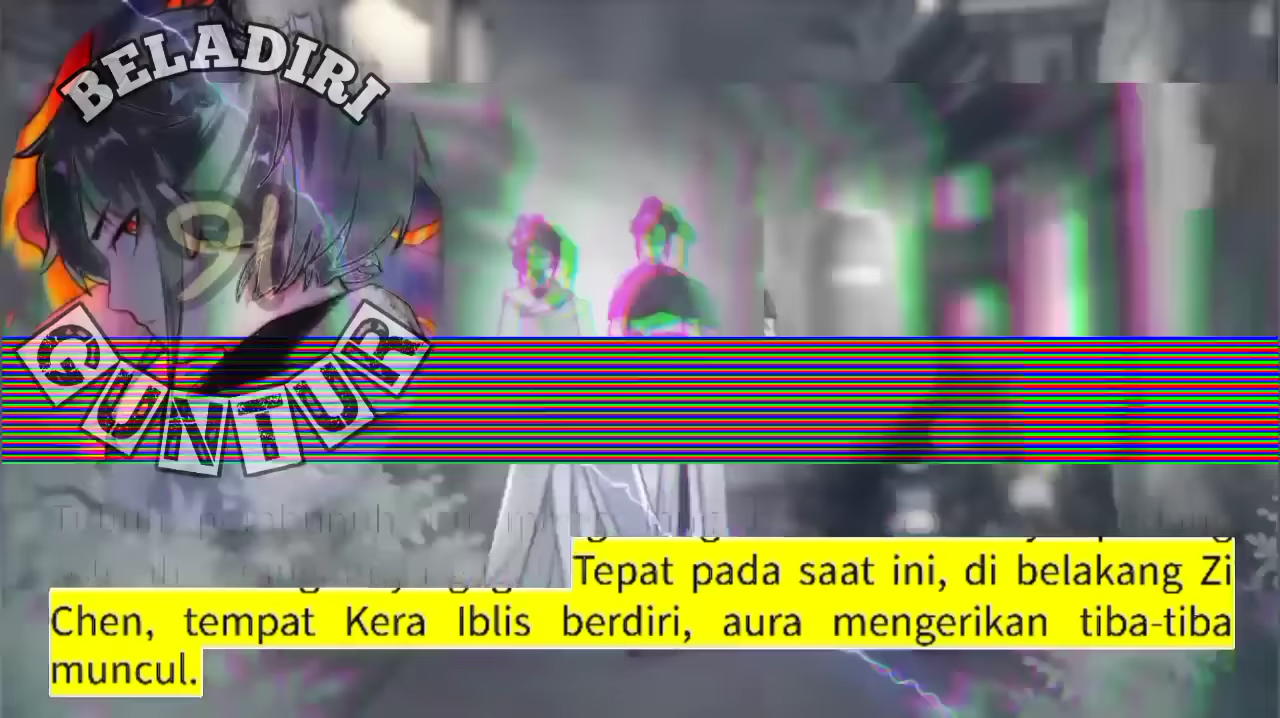 BELADIRI
91
GUNTUR
Tepat pada saat ini, di belakang Zi
Chen, tempat Kera Iblis berdiri, aura mengerikan tiba-tiba
muncul.